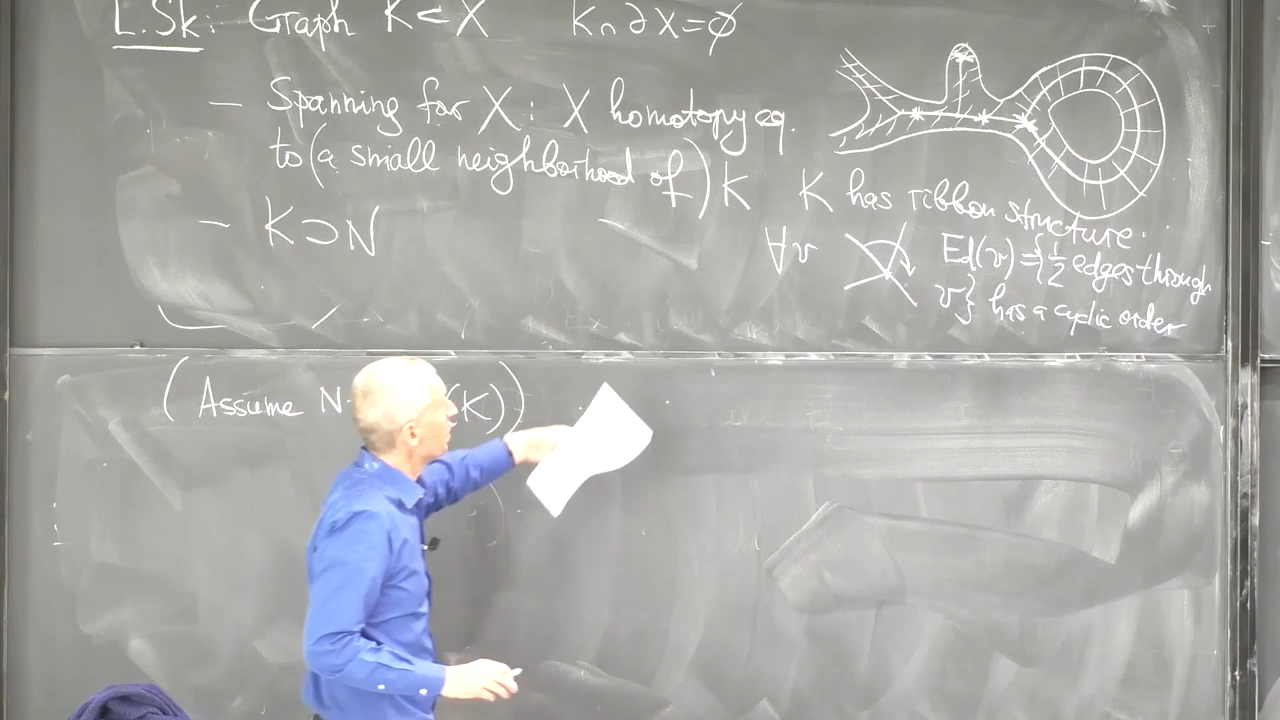 L.Sk: Graph K⊂X K∩∂X=∅
— Spanning for X : X homotopy eq.
to (a small neighborhood of) K
— K⊃N
K has ribbon structure.
∀v Ed(v)={½ edges through
v} has a cyclic order
(Assume N (K))